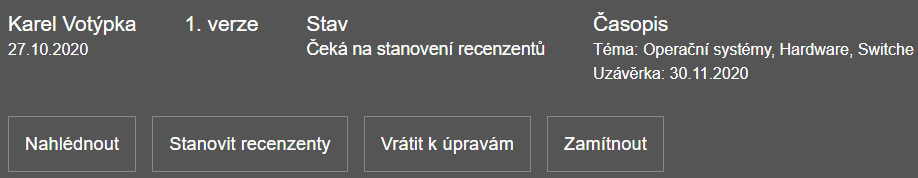 Karel Votýpka
27.10.2020
1. verze
Stav
Čeká na stanovení recenzentů
Časopis
Téma: Operační systémy, Hardware, Switche
Uzávěrka: 30.11.2020
Nahlédnout
Stanovit recenzenty
Vrátit k úpravám
Zamítnout